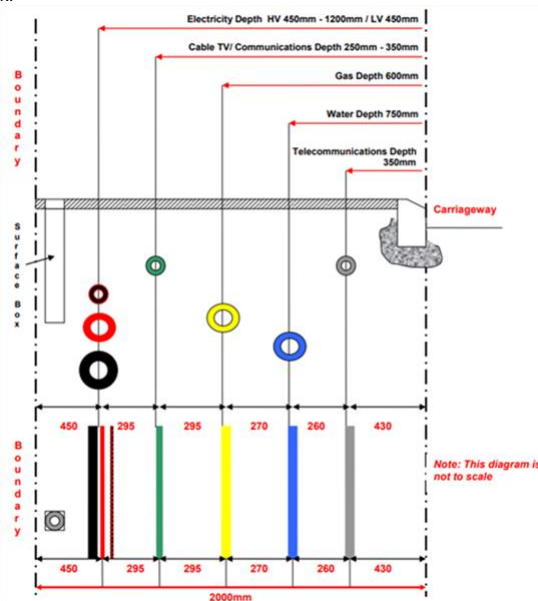 Electricity Depth HV 450mm - 1200mm / LV 450mm
Cable TV/ Communications Depth 250mm - 350mm
Gas Depth 600mm
Water Depth 750mm
Telecommunications Depth
350mm
Boundary
Carriageway
Surface Box
450 295 295 270 260 430
Boundary
Note: This diagram is
not to scale
450 295 295 270 260 430
2000mm